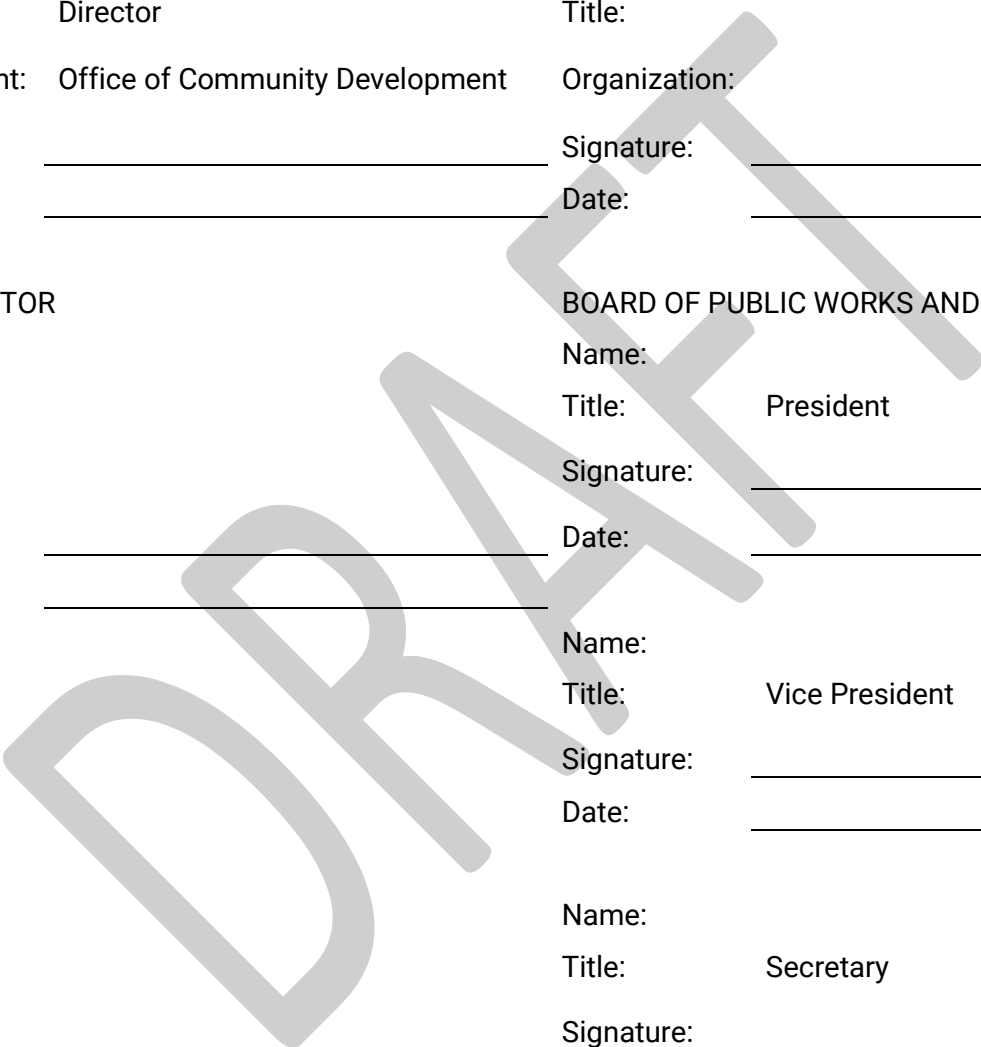 Director Title:
nt: Office of Community Development Organization:
Signature:
Date:
TOR BOARD OF PUBLIC WORKS AND
Name:
Title: President
Signature:
Date:
Name:
Title: Vice President
Signature:
Date:
Name:
Title: Secretary
Signature:
DRAFT